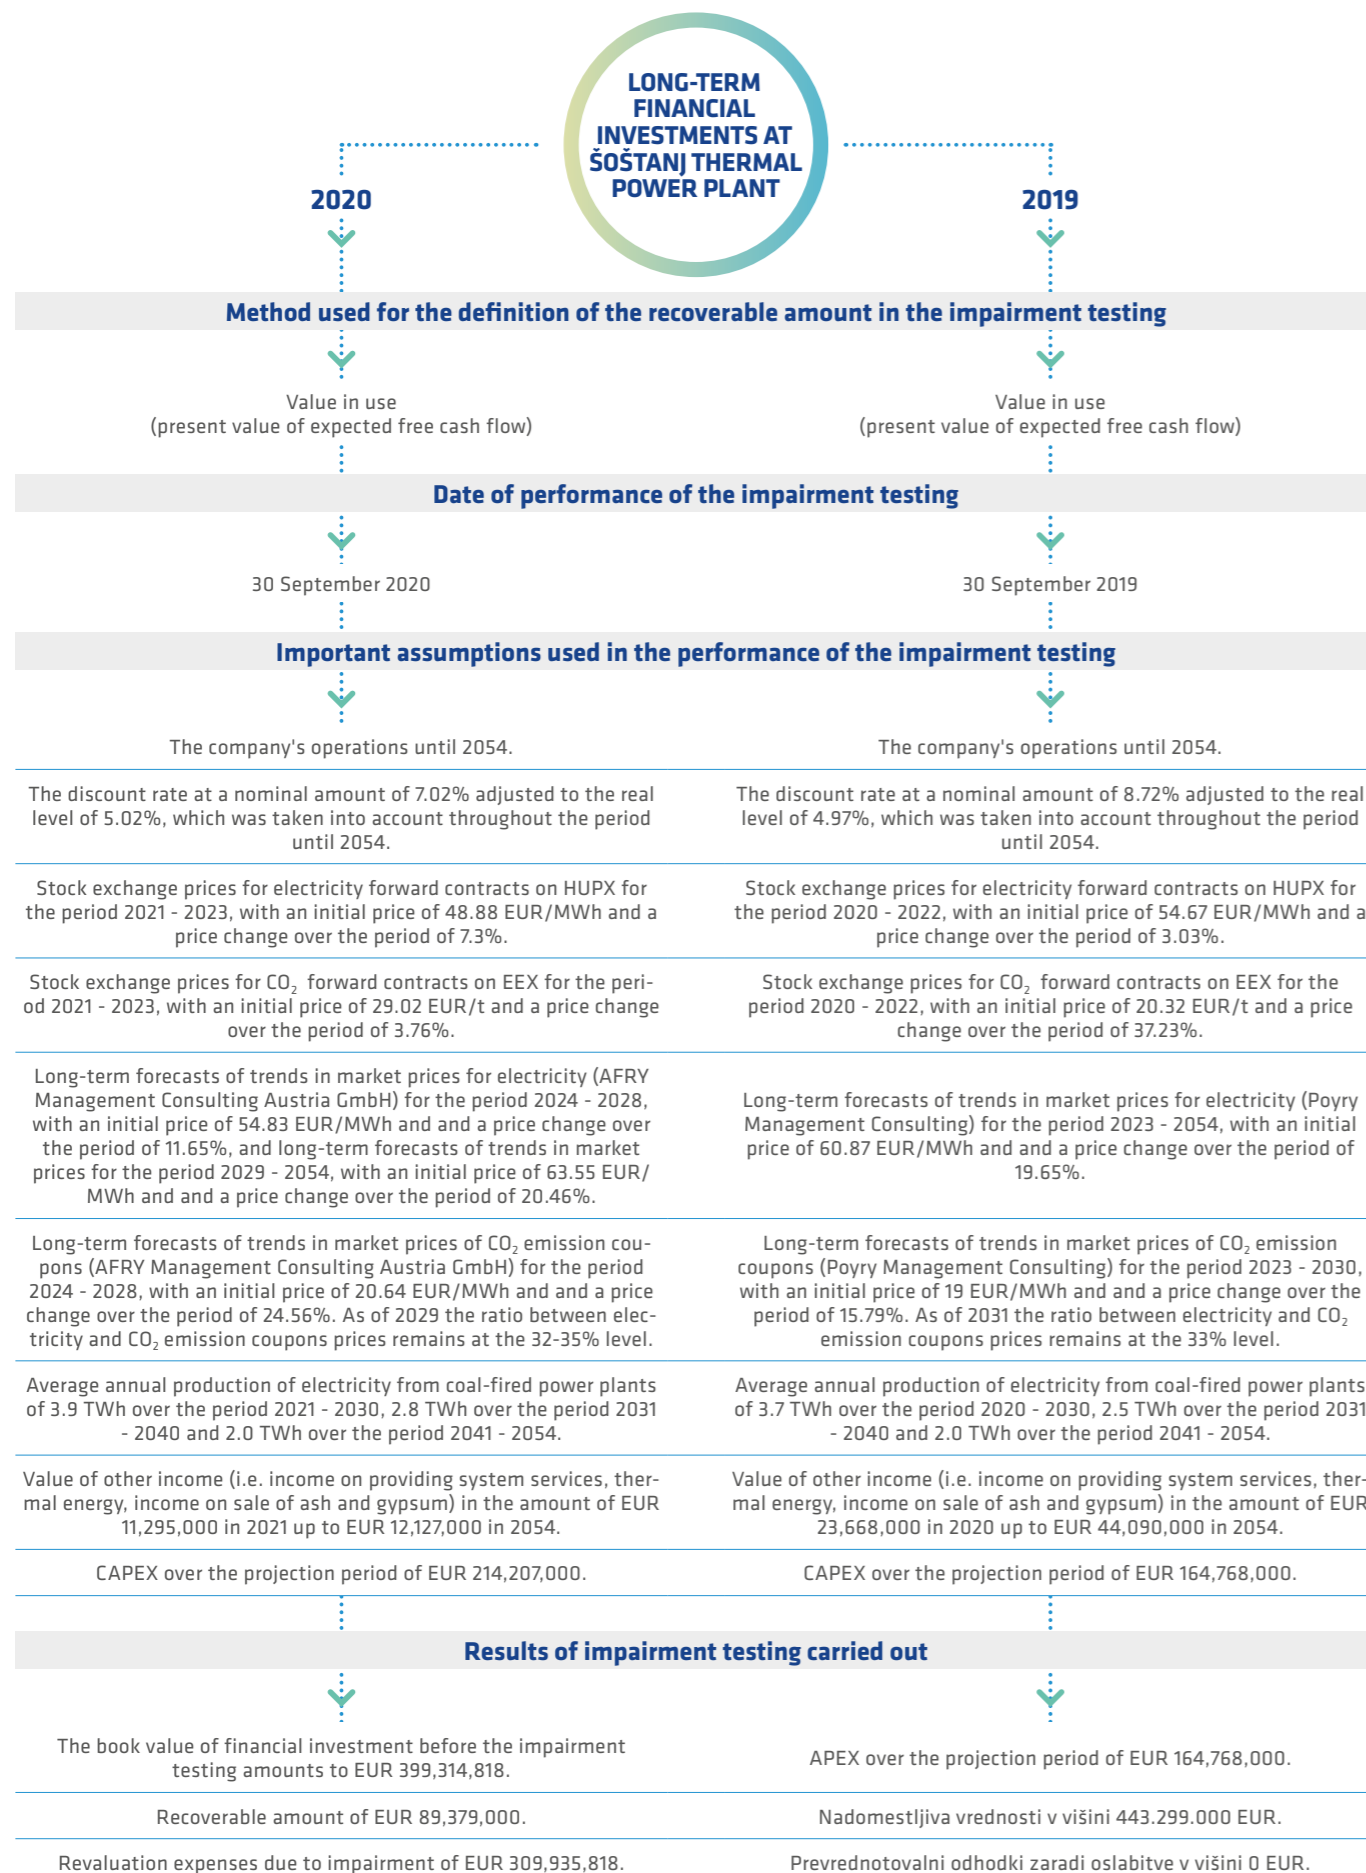 LONG-TERM
FINANCIAL
INVESTMENTS AT
ŠOŠTANJ THERMAL
POWER PLANT
2020
2019
Method used for the definition of the recoverable amount in the impairment testing
Value in use
(present value of expected free cash flow)
Value in use
(present value of expected free cash flow)
Date of performance of the impairment testing
30 September 2020
30 September 2019
Important assumptions used in the performance of the impairment testing
The company's operations until 2054.
The company's operations until 2054.
The discount rate at a nominal amount of 7.02% adjusted to the real
level of 5.02%, which was taken into account throughout the period
until 2054.
The discount rate at a nominal amount of 8.72% adjusted to the real
level of 4.97%, which was taken into account throughout the period
until 2054.
Stock exchange prices for electricity forward contracts on HUPX for
the period 2021 - 2023, with an initial price of 48.88 EUR/MWh and a
price change over the period of 7.3%.
Stock exchange prices for electricity forward contracts on HUPX for
the period 2020 - 2022, with an initial price of 54.67 EUR/MWh and a
price change over the period of 3.03%.
Stock exchange prices for CO₂ forward contracts on EEX for the peri-
od 2021 - 2023, with an initial price of 29.02 EUR/t and a price change
over the period of 3.76%.
Stock exchange prices for CO₂ forward contracts on EEX for the
period 2020 - 2022, with an initial price of 20.32 EUR/t and a price
change over the period of 37.23%.
Long-term forecasts of trends in market prices for electricity (AFRY
Management Consulting Austria GmbH) for the period 2024 - 2028,
with an initial price of 54.83 EUR/MWh and and a price change over
the period of 11.65%, and long-term forecasts of trends in market
prices for the period 2029 - 2054, with an initial price of 63.55 EUR/
MWh and and a price change over the period of 20.46%.
Long-term forecasts of trends in market prices for electricity (Poyry
Management Consulting) for the period 2023 - 2054, with an initial
price of 60.87 EUR/MWh and and a price change over the period of
19.65%.
Long-term forecasts of trends in market prices of CO₂ emission cou-
pons (AFRY Management Consulting Austria GmbH) for the period
2024 - 2028, with an initial price of 20.64 EUR/MWh and and a price
change over the period of 24.56%. As of 2029 the ratio between elec-
tricity and CO₂ emission coupons prices remains at the 32-35% level.
Long-term forecasts of trends in market prices of CO₂ emission
coupons (Poyry Management Consulting) for the period 2023 - 2030,
with an initial price of 19 EUR/MWh and and a price change over the
period of 15.79%. As of 2031 the ratio between electricity and CO₂
emission coupons prices remains at the 33% level.
Average annual production of electricity from coal-fired power plants
of 3.9 TWh over the period 2021 - 2030, 2.8 TWh over the period 2031
- 2040 and 2.0 TWh over the period 2041 - 2054.
Average annual production of electricity from coal-fired power plants
of 3.7 TWh over the period 2020 - 2030, 2.5 TWh over the period 2031
- 2040 and 2.0 TWh over the period 2041 - 2054.
Value of other income (i.e. income on providing system services, ther-
mal energy, income on sale of ash and gypsum) in the amount of EUR
11,295,000 in 2021 up to EUR 12,127,000 in 2054.
Value of other income (i.e. income on providing system services, ther-
mal energy, income on sale of ash and gypsum) in the amount of EUR
23,668,000 in 2020 up to EUR 44,090,000 in 2054.
CAPEX over the projection period of EUR 214,207,000.
CAPEX over the projection period of EUR 164,768,000.
Results of impairment testing carried out
The book value of financial investment before the impairment
testing amounts to EUR 399,314,818.
APEX over the projection period of EUR 164,768,000.
Recoverable amount of EUR 89,379,000.
Nadomestljiva vrednosti v višini 443.299.000 EUR.
Revaluation expenses due to impairment of EUR 309,935,818.
Prevrednotovalni odhodki zaradi oslabitve v višini 0 EUR.